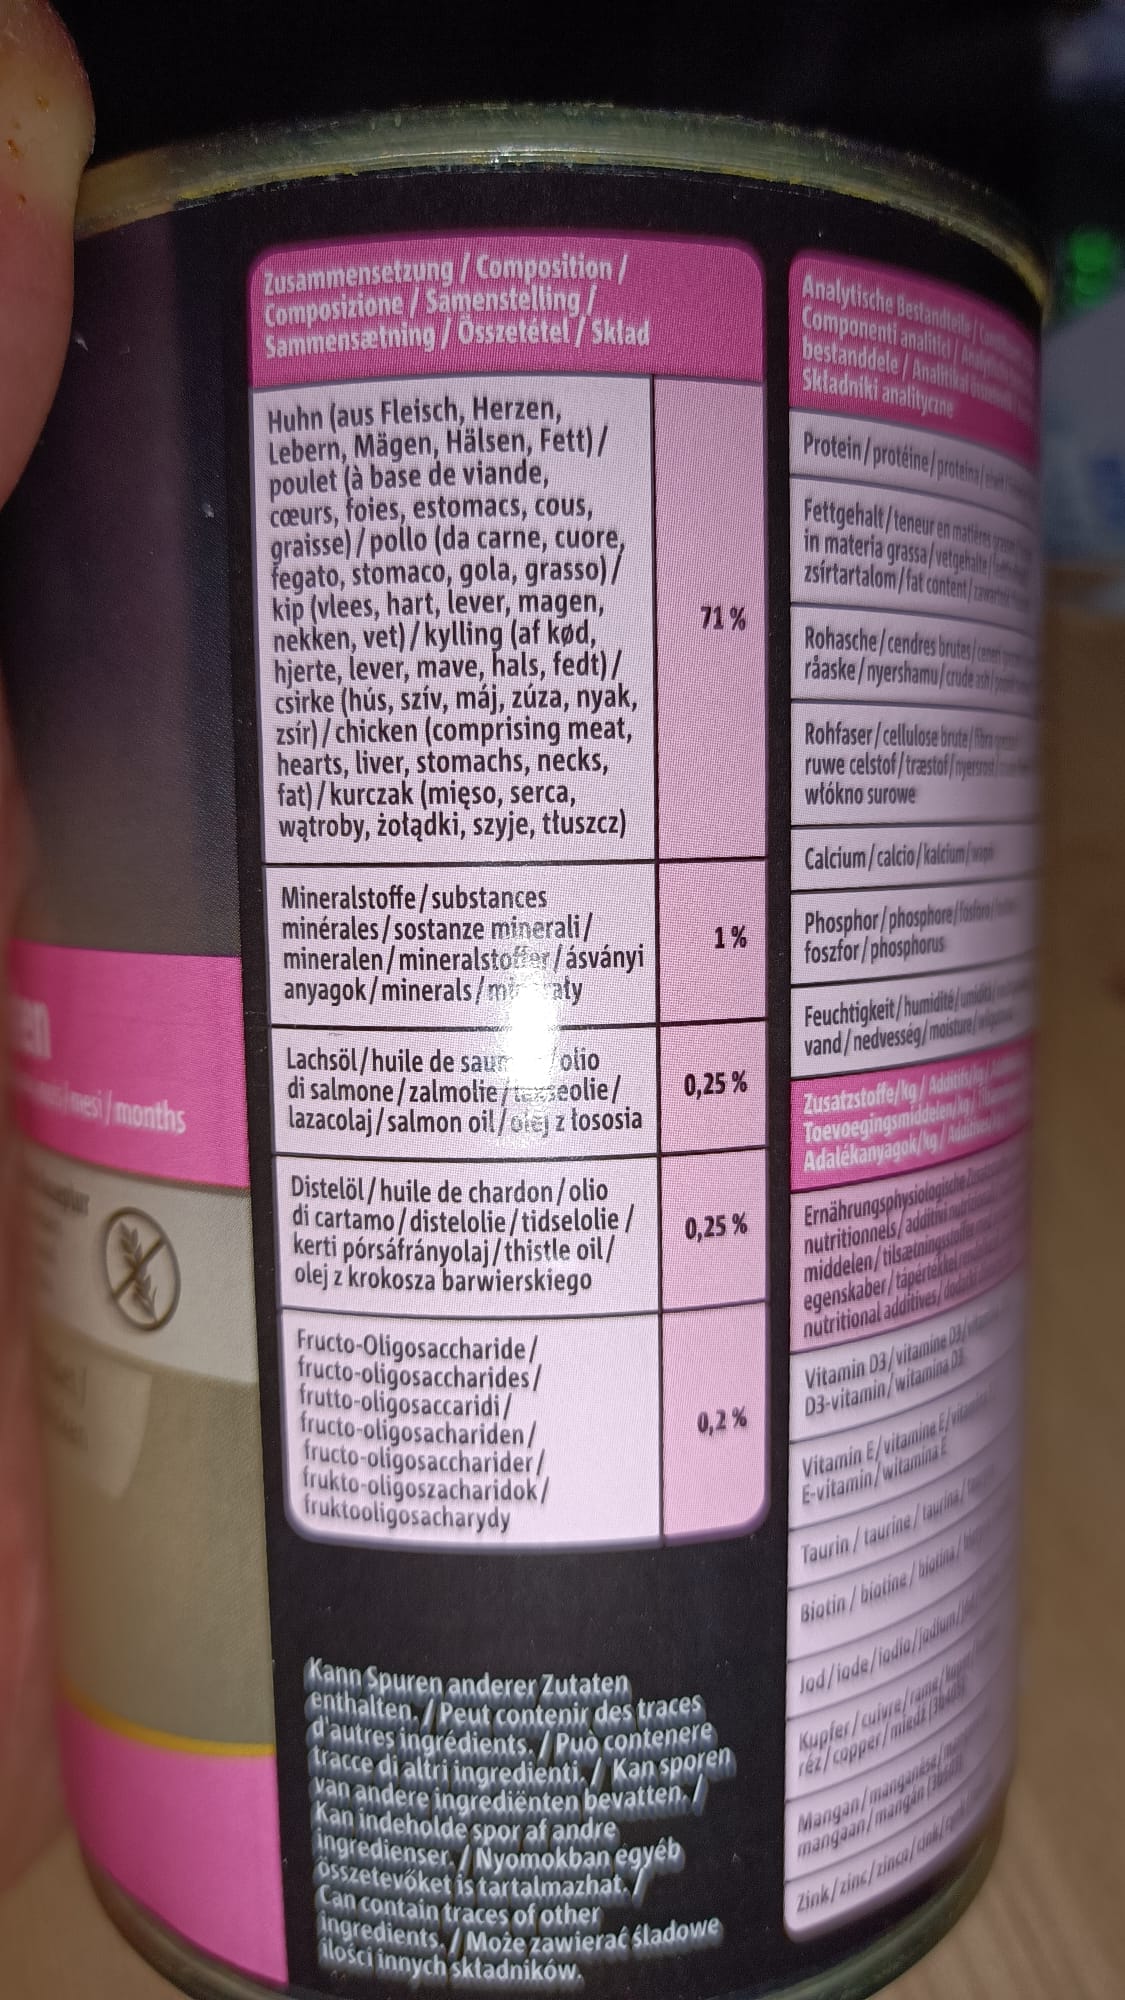 Zusammensetzung / Composition /
Composizione / Samenstelling /
Sammensætning / Összetétel / Skład
Huhn (aus Fleisch, Herzen,
Lebern, Mägen, Hälsen, Fett) /
poulet (à base de viande,
cœurs, foies, estomacs, cous,
graisse) / pollo (da carne, cuore,
fegato, stomaco, gola, grasso) /
kip (vlees, hart, lever, magen,
nekken, vet) / kylling (af kød,
hjerte, lever, mave, hals, fedt) /
csirke (hús, szív, máj, zúza, nyak,
zsír) / chicken (comprising meat,
hearts, liver, stomachs, necks,
fat) / kurczak (mięso, serca,
wątroby, żołądki, szyje, tłuszcz)
71 %
Mineralstoffe / substances
minérales / sostanze minerali /
mineralen / mineralstoffer / ásványi
anyagok / minerals /
1 %
Lachsöl / huile de / olio
di salmone / zalmolie /
lazacolaj / salmon oil / olej z łososia
0,25 %
Distelöl / huile de chardon / olio
di cartamo / distelolie / tidselolie /
kerti pórsáfrányolaj / thistle oil /
olej z krokosza barwierskiego
0,25 %
Fructo-Oligosaccharide /
fructo-oligosaccharides /
frutto-oligosaccaridi /
fructo-oligosachariden /
fructo-oligosaccharider /
frukto-oligoszacharidok /
fruktooligosacharydy
0,2 %
Kann Spuren anderer Zutaten
enthalten. / Peut contenir des traces
d'autres ingrédients. / Può contenere
tracce di altri ingredienti. / Kan sporen
van andere ingrediënten bevatten. /
Kan indeholde spor af andre
ingredienser. / Nyomokban egyéb
összetevőket is tartalmazhat. /
Can contain traces of other
ingredients. / Może zawierać śladowe
ilości innych składników.
Analytische Bestandteile /
Componenti analitici /
bestanddele /
Składniki analityczne
Protein / protéine / proteina /
Fettgehalt / teneur en matières
in materia grassa / vetgehalte /
zsírtartalom / fat content /
Rohasche / cendres brutes /
råaske / nyershamu / crude ash /
Rohfaser / cellulose brute / fibra
ruwe celstof / træstof / nyersrost /
włókno surowe
Calcium / calcio / kalcium /
Phosphor / phosphore / fosforo /
foszfor / phosphorus
Feuchtigkeit / humidité / umidità /
vand / nedvesség / moisture /
Zusatzstoffe/kg / Additifs/kg /
Toevoegingsmiddelen/kg /
Adalékanyagok/kg /
Ernährungsphysiologische
nutritionnels / additivi
middelen / tilsætningsstoffer
egenskaber /
nutritional additives /
Vitamin D3 / vitamine D3 /
D3-vitamin / witamina D3
Vitamin E / vitamine E /
E-vitamin / witamina E
Taurin / taurine / taurina /
Biotin / biotine / biotina /
Jod / iode / iodio / jodium /
Kupfer / cuivre / rame /
réz / copper / miedź
Mangan / manganèse /
mangaan / mangán
Zink / zinc / zinco / zink /
mesi / months